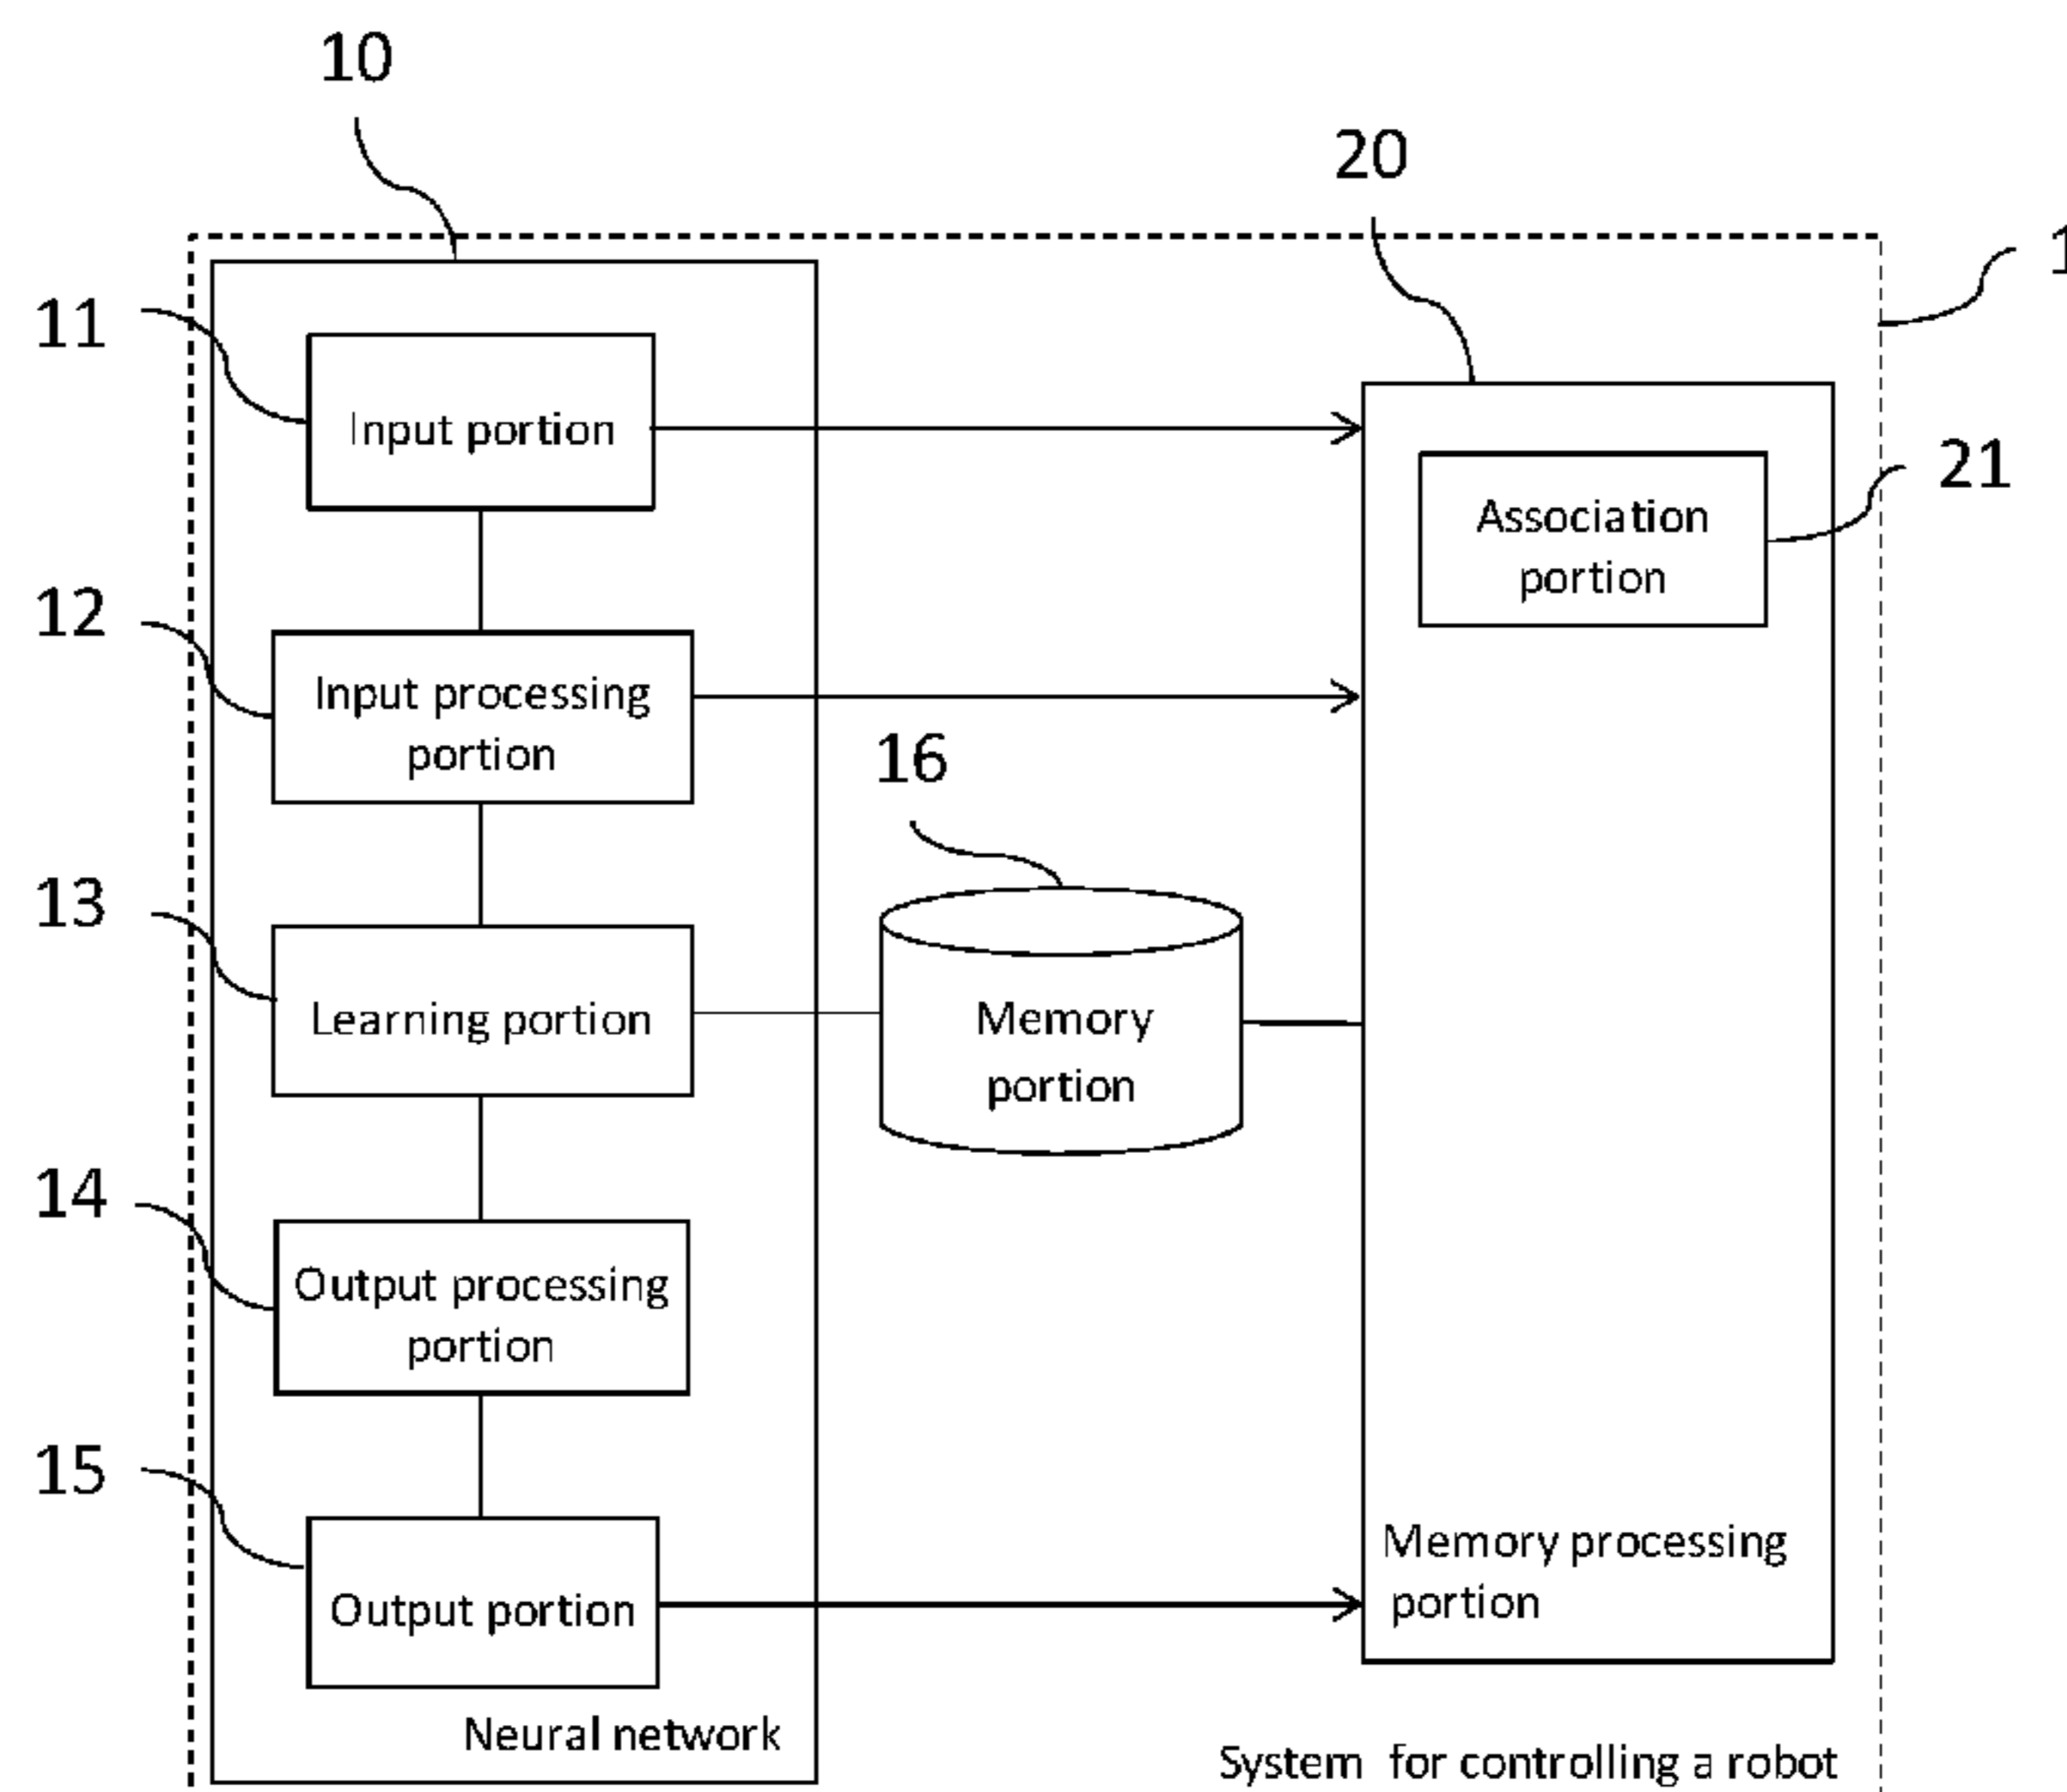 10
20
1
11
Input portion
Association
portion
21
12
Input processing
portion
16
13
Learning portion
Memory
portion
14
Output processing
portion
15
Output portion
Memory processing
portion
Neural network
System for controlling a robot